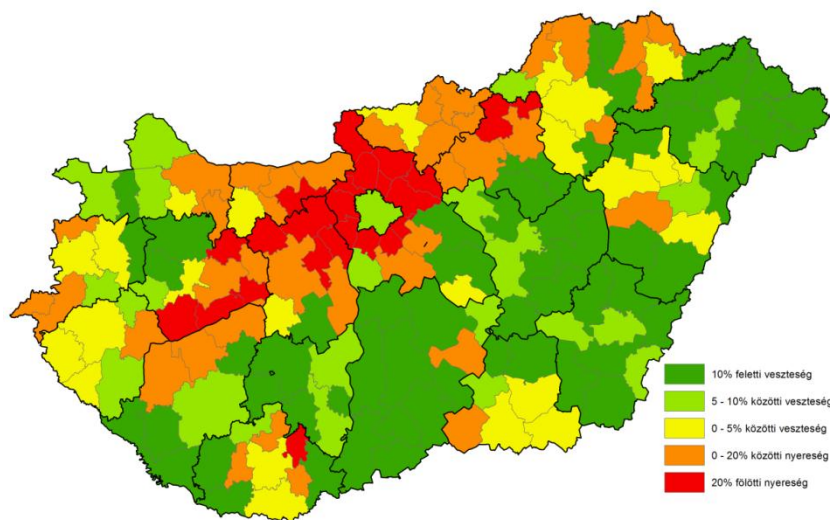 10% feletti veszteség
5 - 10% közötti veszteség
0 - 5% közötti veszteség
0 - 20% közötti nyereség
20% fölötti nyereség